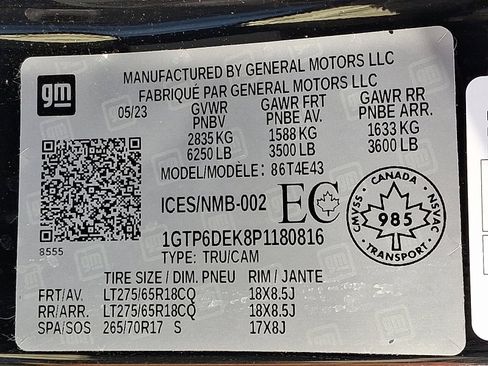 gm
MANUFACTURED BY GENERAL MOTORS LLC
FABRIQUÉ PAR GENERAL MOTORS LLC
05/23 GVWR GAWR FRT GAWR RR
PNBV PNBE AV. PNBE ARR.
2835 KG 1588 KG 1633 KG
6250 LB 3500 LB 3600 LB
MODEL/MODÈLE: 86T4E43
ICES/NMB-002 EC
CANADA
CMVSS NSVAC
985
TRANSPORT
8555
1GTP6DEK8P1180816
TYPE: TRU/CAM
TIRE SIZE / DIM. PNEU RIM / JANTE
FRT/AV. LT275/65R18CQ 18X8.5J
RR/ARR. LT275/65R18CQ 18X8.5J
SPA/SOS 265/70R17 S 17X8J